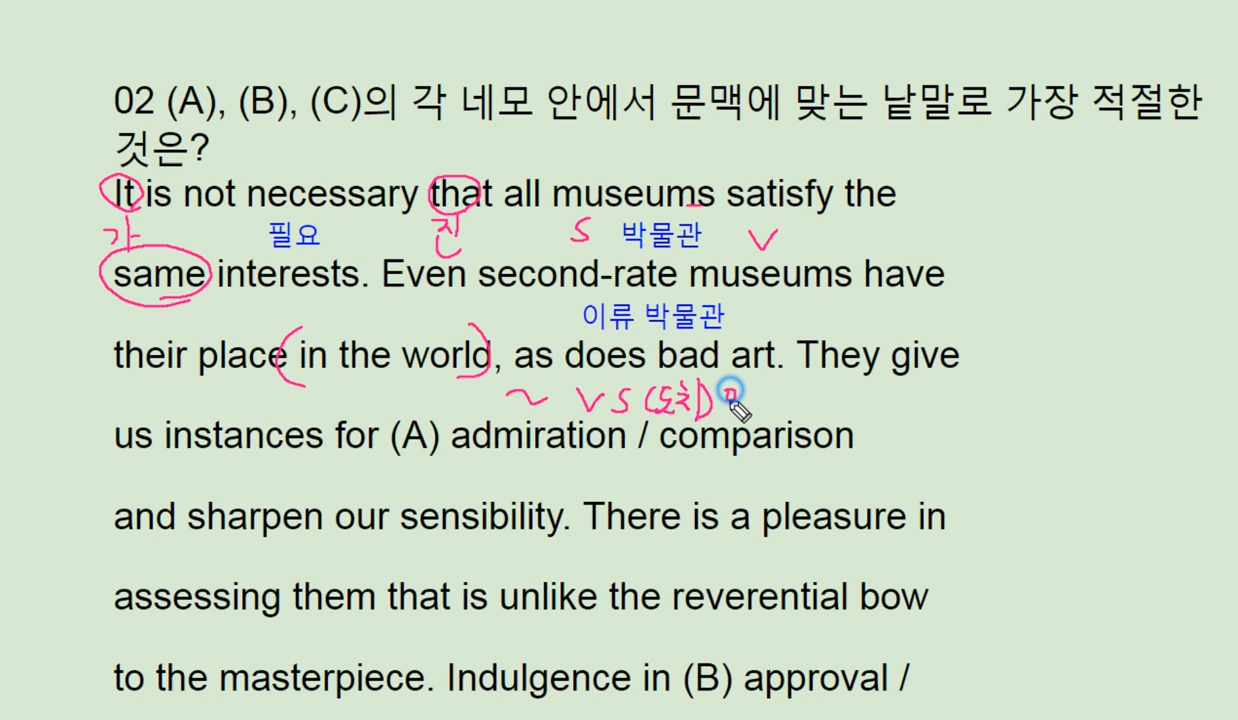 02 (A), (B), (C)의 각 네모 안에서 문맥에 맞는 낱말로 가장 적절한
것은?
It is not necessary that all museums satisfy the
가 필요 진 S 박물관 V
same interests. Even second-rate museums have
이류 박물관
their place (in the world), as does bad art. They give
~ V S (도치)
us instances for (A) admiration / comparison
and sharpen our sensibility. There is a pleasure in
assessing them that is unlike the reverential bow
to the masterpiece. Indulgence in (B) approval /